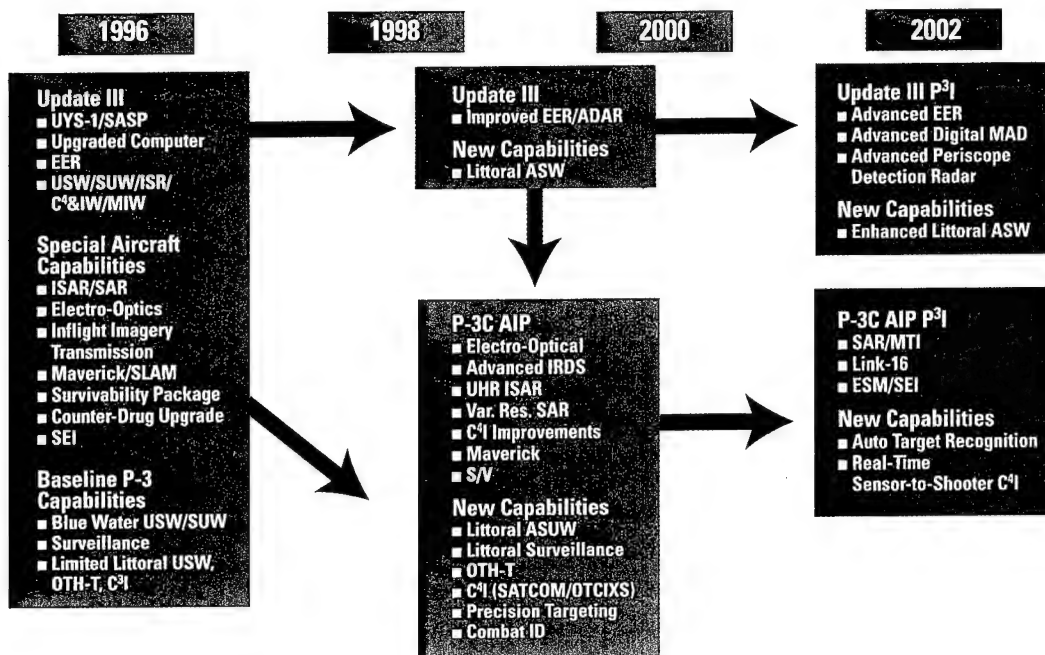 1996
1998
2000
2002
Update III
■ UYS-1/SASP
■ Upgraded Computer
■ EER
■ USW/SUW/ISR/
C⁴&IW/MIW
Special Aircraft
Capabilities
■ ISAR/SAR
■ Electro-Optics
■ Inflight Imagery
Transmission
■ Maverick/SLAM
■ Survivability Package
■ Counter-Drug Upgrade
■ SEI
Baseline P-3
Capabilities
■ Blue Water USW/SUW
■ Surveillance
■ Limited Littoral USW,
OTH-T, C³I
Update III
■ Improved EER/ADAR
New Capabilities
■ Littoral ASW
P-3C AIP
■ Electro-Optical
■ Advanced IRDS
■ UHR ISAR
■ Var. Res. SAR
■ C⁴I Improvements
■ Maverick
■ S/V
New Capabilities
■ Littoral ASUW
■ Littoral Surveillance
■ OTH-T
■ C⁴I (SATCOM/OTCIXS)
■ Precision Targeting
■ Combat ID
Update III P³I
■ Advanced EER
■ Advanced Digital MAD
■ Advanced Periscope
Detection Radar
New Capabilities
■ Enhanced Littoral ASW
P-3C AIP P³I
■ SAR/MTI
■ Link-16
■ ESM/SEI
New Capabilities
■ Auto Target Recognition
■ Real-Time
Sensor-to-Shooter C⁴I